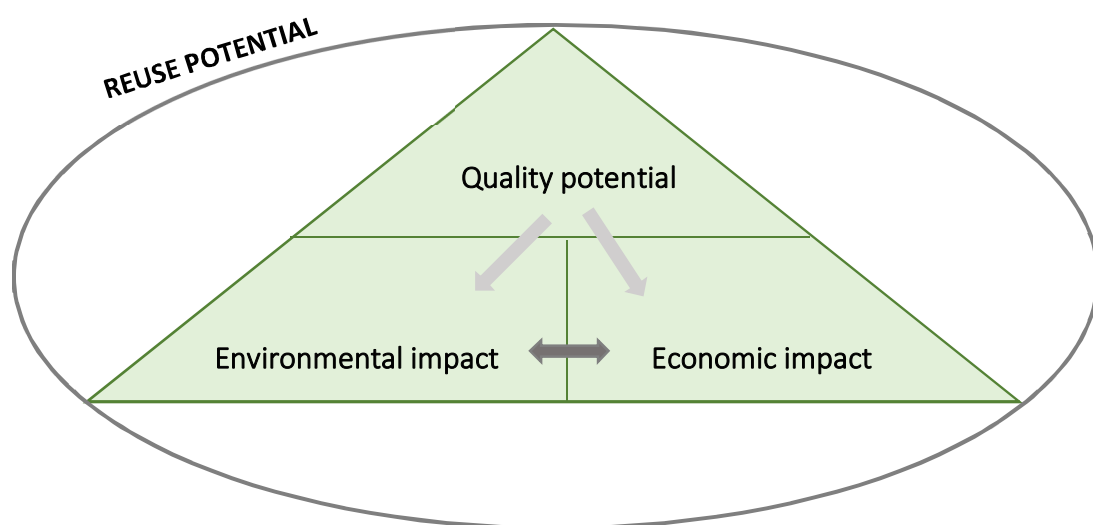 REUSE POTENTIAL
Quality potential
Environmental impact
Economic impact